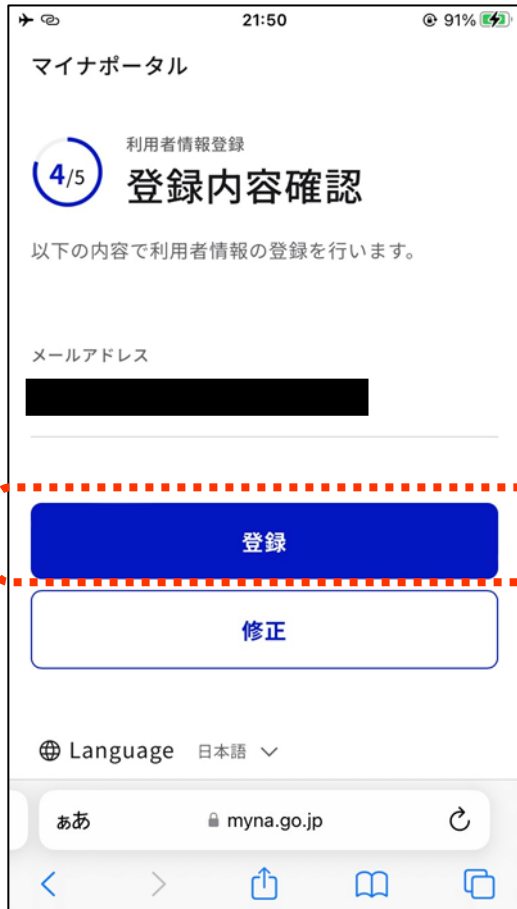 21:50
91%
マイナポータル
4/5
利用者情報登録
登録内容確認
以下の内容で利用者情報の登録を行います。
メールアドレス
登録
修正
Language 日本語
ぁあ myna.go.jp